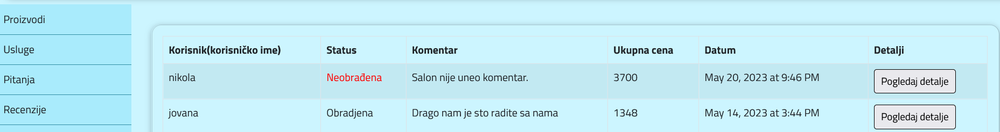 Proizvodi
Usluge
Pitanja
Recenzije
Korisnik(korisničko ime) Status Komentar Ukupna cena Datum Detalji
nikola Neobrađena Salon nije uneo komentar. 3700 May 20, 2023 at 9:46 PM Pogledaj detalje
jovana Obradjena Drago nam je sto radite sa nama 1348 May 14, 2023 at 3:44 PM Pogledaj detalje